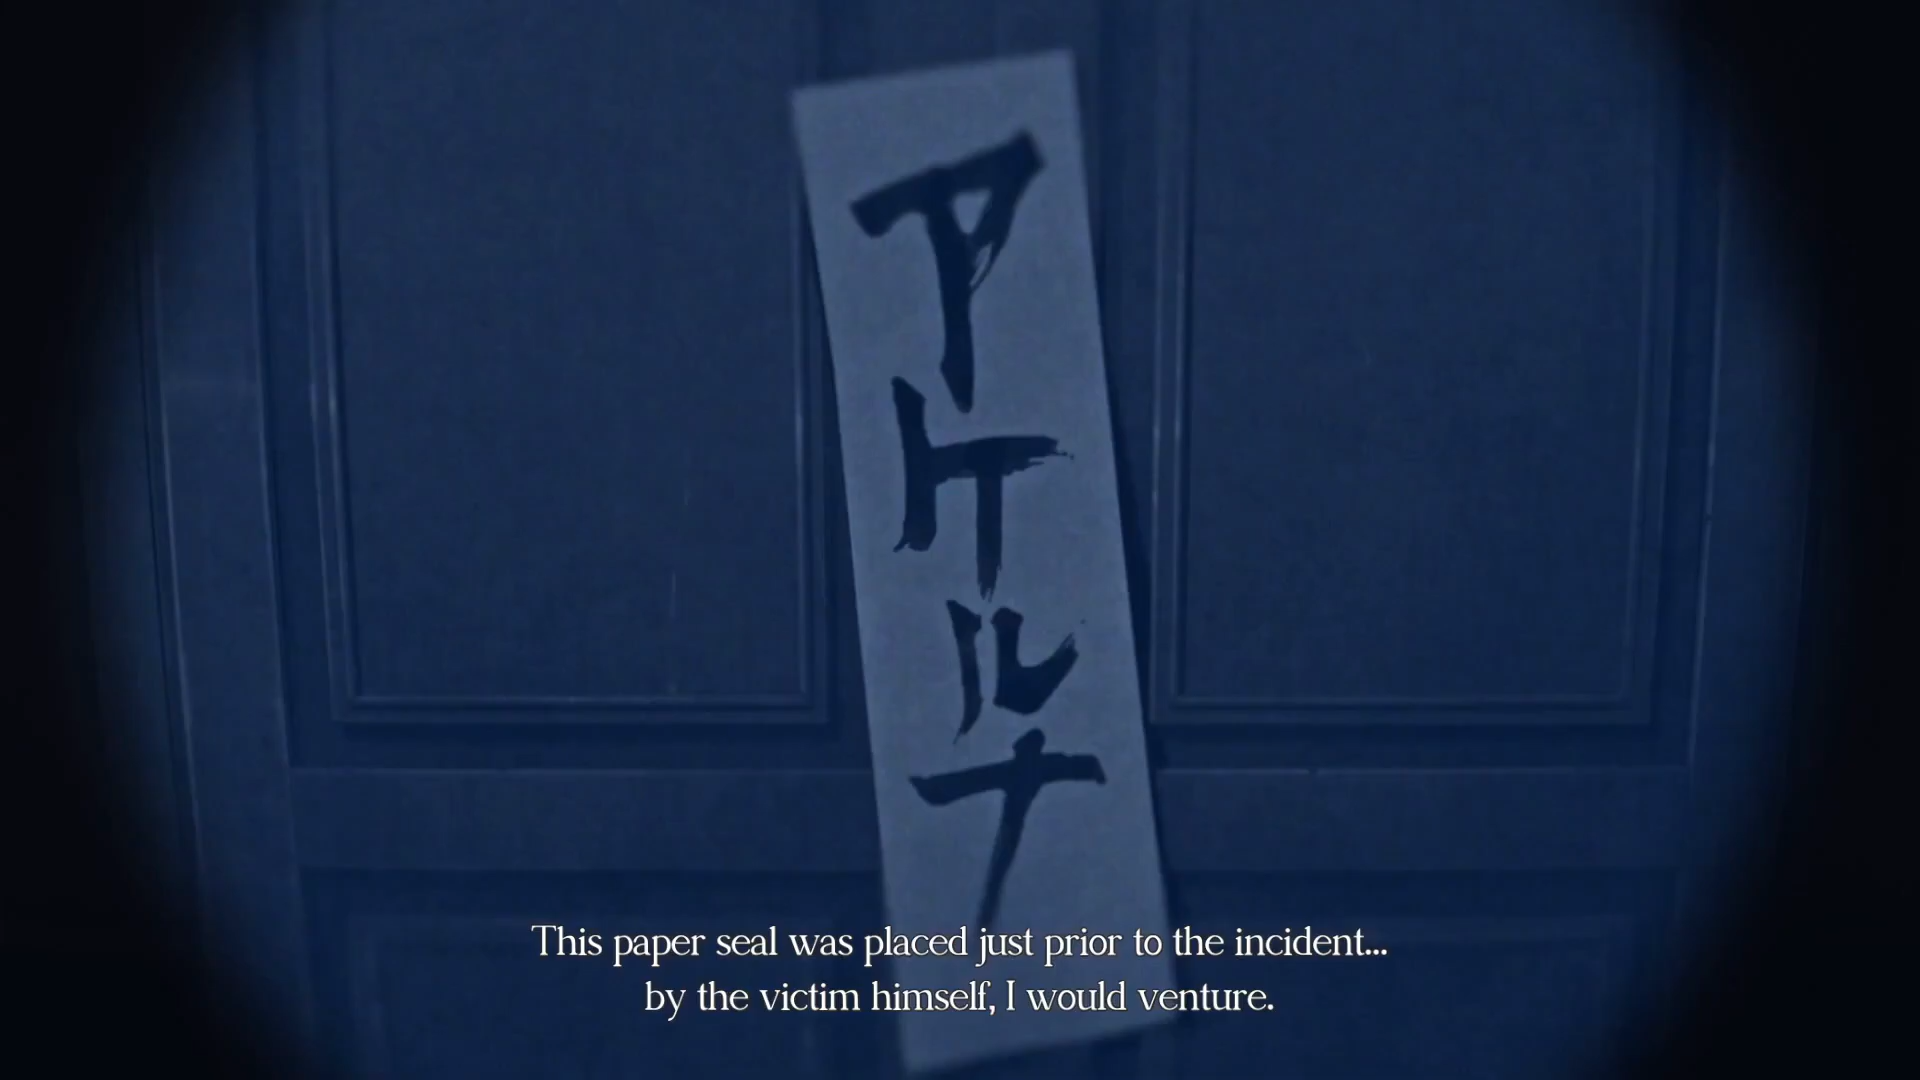 アケルナ
This paper seal was placed just prior to the incident...
by the victim himself, I would venture.